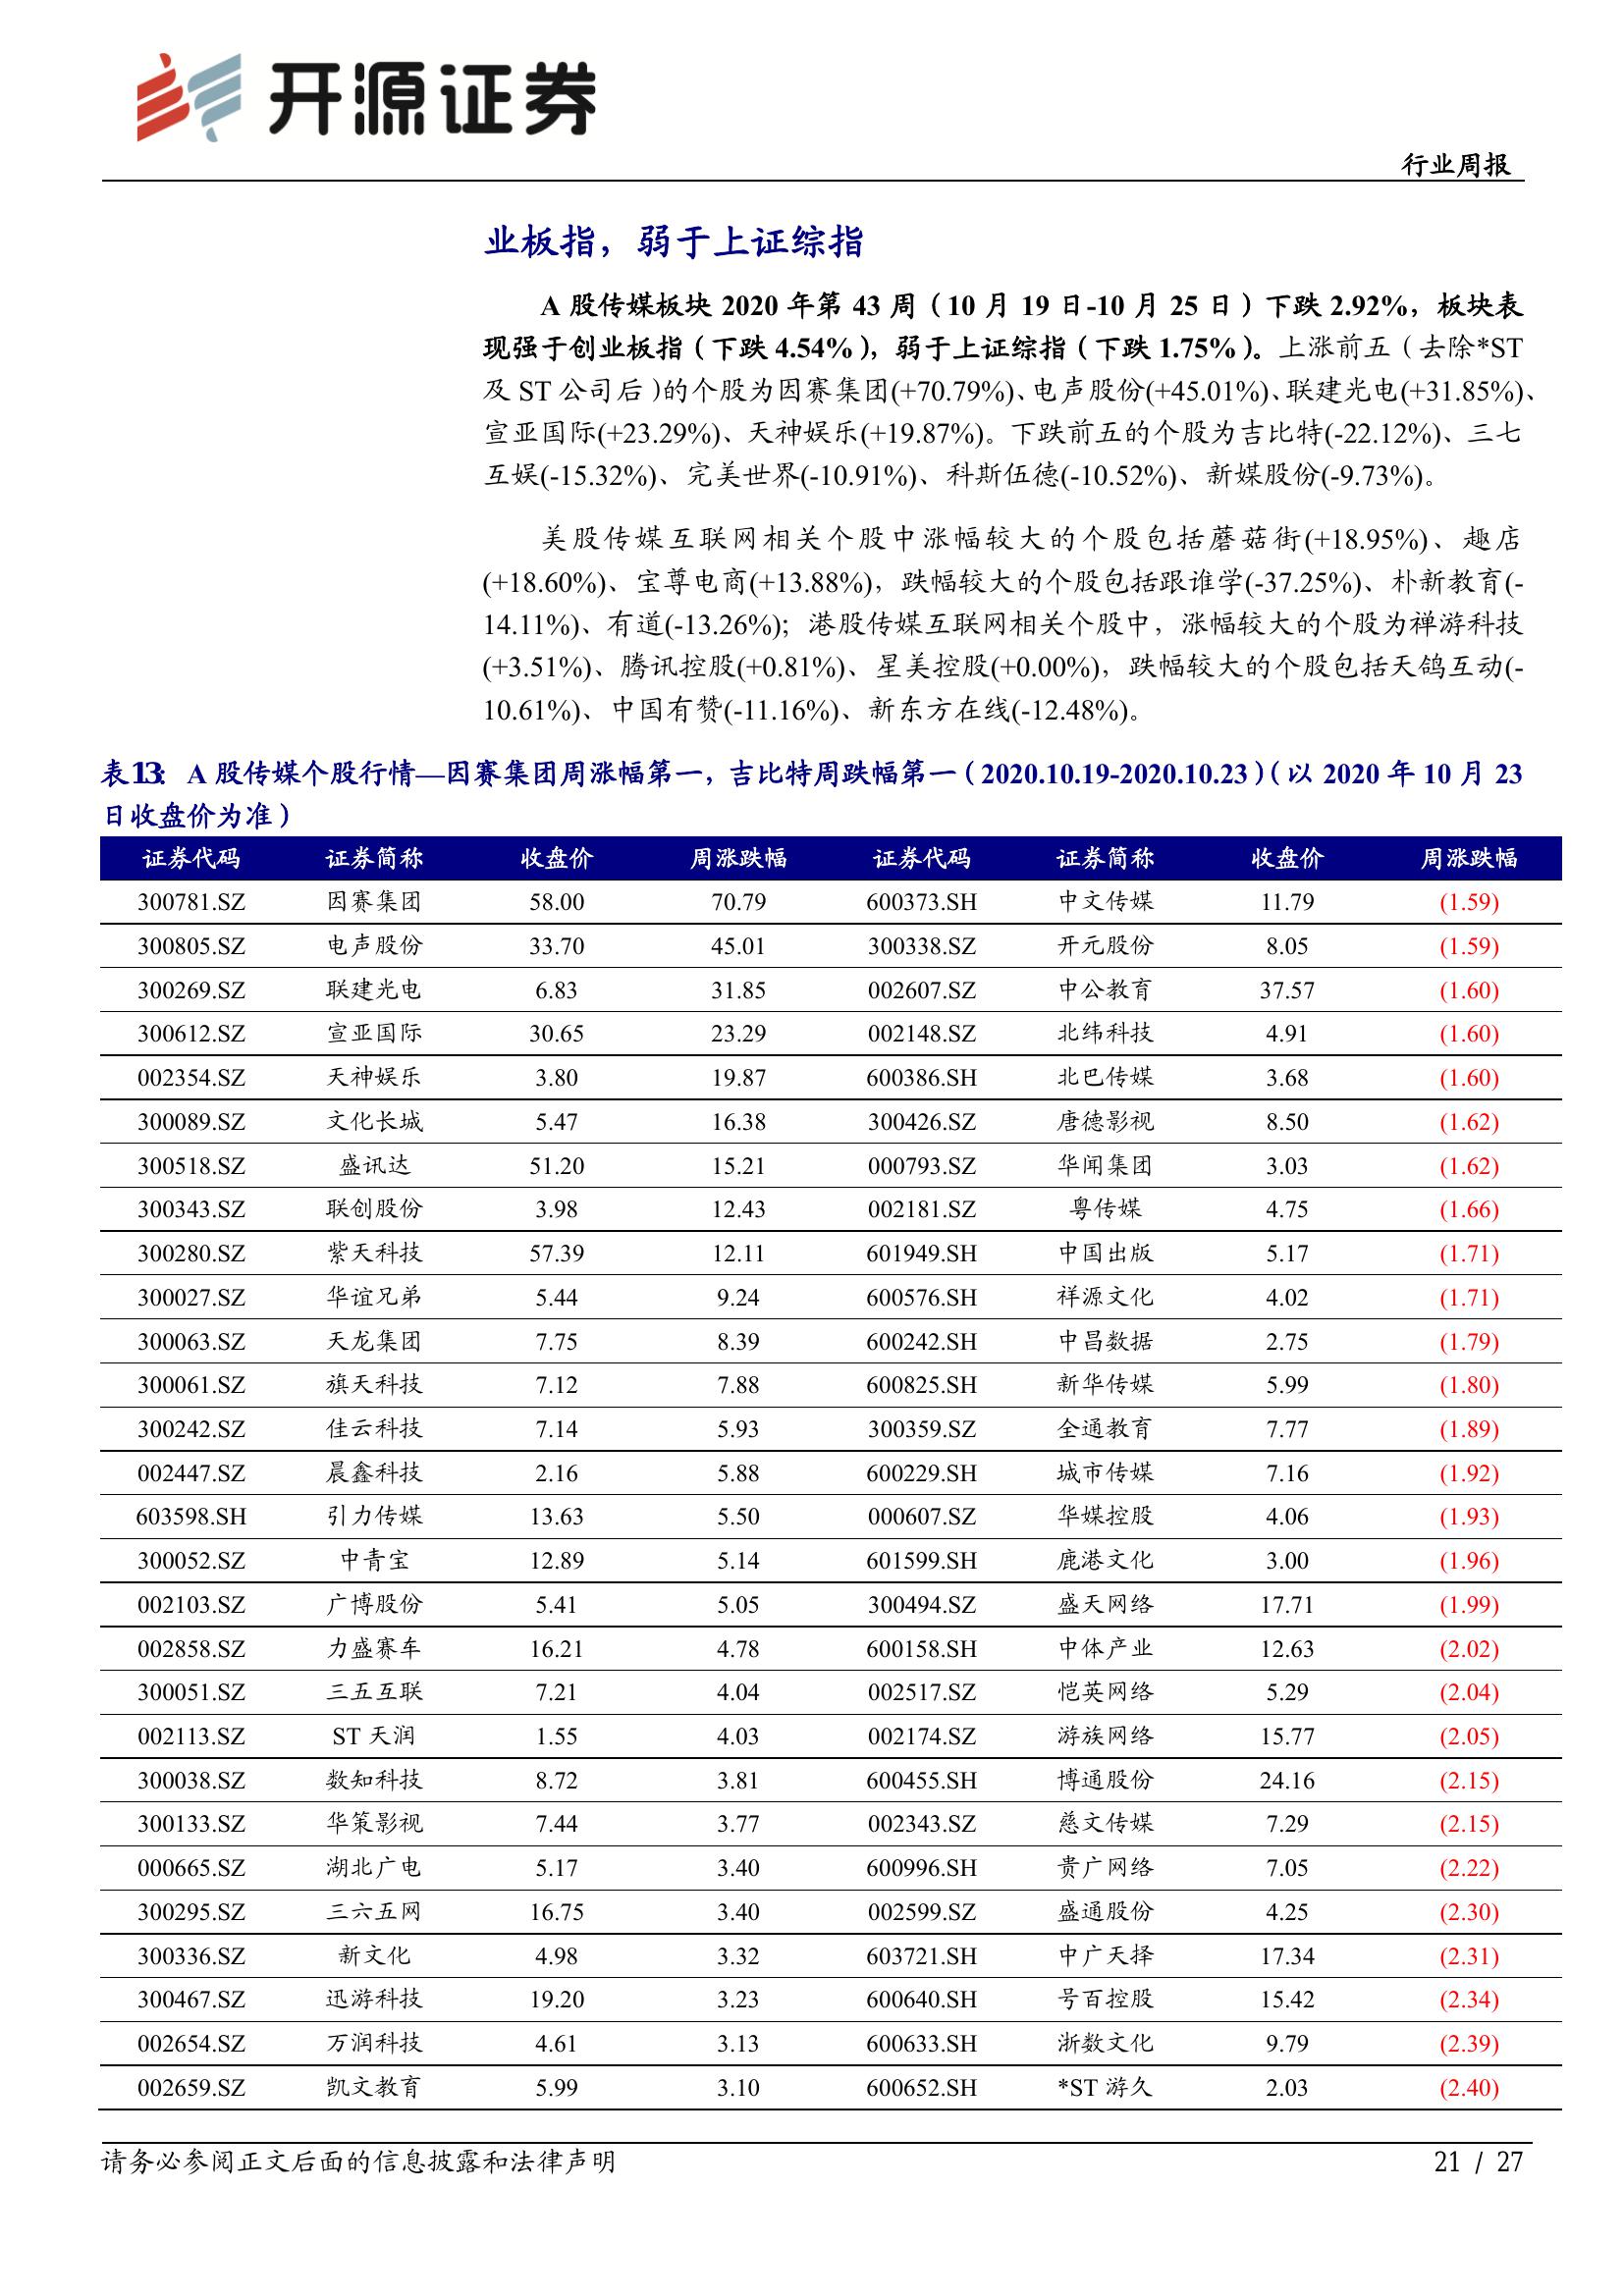 开源证券
行业周报
业板指，弱于上证综指
A 股传媒板块 2020 年第 43 周（10 月 19 日-10 月 25 日）下跌 2.92%，板块表
现强于创业板指（下跌 4.54%），弱于上证综指（下跌 1.75%）。上涨前五（去除*ST
及 ST 公司后）的个股为因赛集团(+70.79%)、电声股份(+45.01%)、联建光电(+31.85%)、
宣亚国际(+23.29%)、天神娱乐(+19.87%)。下跌前五的个股为吉比特(-22.12%)、三七
互娱(-15.32%)、完美世界(-10.91%)、科斯伍德(-10.52%)、新媒股份(-9.73%)。
美股传媒互联网相关个股中涨幅较大的个股包括蘑菇街(+18.95%)、趣店
(+18.60%)、宝尊电商(+13.88%)，跌幅较大的个股包括跟谁学(-37.25%)、朴新教育(-
14.11%)、有道(-13.26%)；港股传媒互联网相关个股中，涨幅较大的个股为禅游科技
(+3.51%)、腾讯控股(+0.81%)、星美控股(+0.00%)，跌幅较大的个股包括天鸽互动(-
10.61%)、中国有赞(-11.16%)、新东方在线(-12.48%)。
表13： A 股传媒个股行情—因赛集团周涨幅第一，吉比特周跌幅第一（2020.10.19-2020.10.23）（以 2020 年 10 月 23
日收盘价为准）
证券代码 证券简称 收盘价 周涨跌幅 证券代码 证券简称 收盘价 周涨跌幅
300781.SZ 因赛集团 58.00 70.79 600373.SH 中文传媒 11.79 (1.59)
300805.SZ 电声股份 33.70 45.01 300338.SZ 开元股份 8.05 (1.59)
300269.SZ 联建光电 6.83 31.85 002607.SZ 中公教育 37.57 (1.60)
300612.SZ 宣亚国际 30.65 23.29 002148.SZ 北纬科技 4.91 (1.60)
002354.SZ 天神娱乐 3.80 19.87 600386.SH 北巴传媒 3.68 (1.60)
300089.SZ 文化长城 5.47 16.38 300426.SZ 唐德影视 8.50 (1.62)
300518.SZ 盛讯达 51.20 15.21 000793.SZ 华闻集团 3.03 (1.62)
300343.SZ 联创股份 3.98 12.43 002181.SZ 粤传媒 4.75 (1.66)
300280.SZ 紫天科技 57.39 12.11 601949.SH 中国出版 5.17 (1.71)
300027.SZ 华谊兄弟 5.44 9.24 600576.SH 祥源文化 4.02 (1.71)
300063.SZ 天龙集团 7.75 8.39 600242.SH 中昌数据 2.75 (1.79)
300061.SZ 旗天科技 7.12 7.88 600825.SH 新华传媒 5.99 (1.80)
300242.SZ 佳云科技 7.14 5.93 300359.SZ 全通教育 7.77 (1.89)
002447.SZ 晨鑫科技 2.16 5.88 600229.SH 城市传媒 7.16 (1.92)
603598.SH 引力传媒 13.63 5.50 000607.SZ 华媒控股 4.06 (1.93)
300052.SZ 中青宝 12.89 5.14 601599.SH 鹿港文化 3.00 (1.96)
002103.SZ 广博股份 5.41 5.05 300494.SZ 盛天网络 17.71 (1.99)
002858.SZ 力盛赛车 16.21 4.78 600158.SH 中体产业 12.63 (2.02)
300051.SZ 三五互联 7.21 4.04 002517.SZ 恺英网络 5.29 (2.04)
002113.SZ ST 天润 1.55 4.03 002174.SZ 游族网络 15.77 (2.05)
300038.SZ 数知科技 8.72 3.81 600455.SH 博通股份 24.16 (2.15)
300133.SZ 华策影视 7.44 3.77 002343.SZ 慈文传媒 7.29 (2.15)
000665.SZ 湖北广电 5.17 3.40 600996.SH 贵广网络 7.05 (2.22)
300295.SZ 三六五网 16.75 3.40 002599.SZ 盛通股份 4.25 (2.30)
300336.SZ 新文化 4.98 3.32 603721.SH 中广天择 17.34 (2.31)
300467.SZ 迅游科技 19.20 3.23 600640.SH 号百控股 15.42 (2.34)
002654.SZ 万润科技 4.61 3.13 600633.SH 浙数文化 9.79 (2.39)
002659.SZ 凯文教育 5.99 3.10 600652.SH *ST 游久 2.03 (2.40)
请务必参阅正文后面的信息披露和法律声明
21 / 27